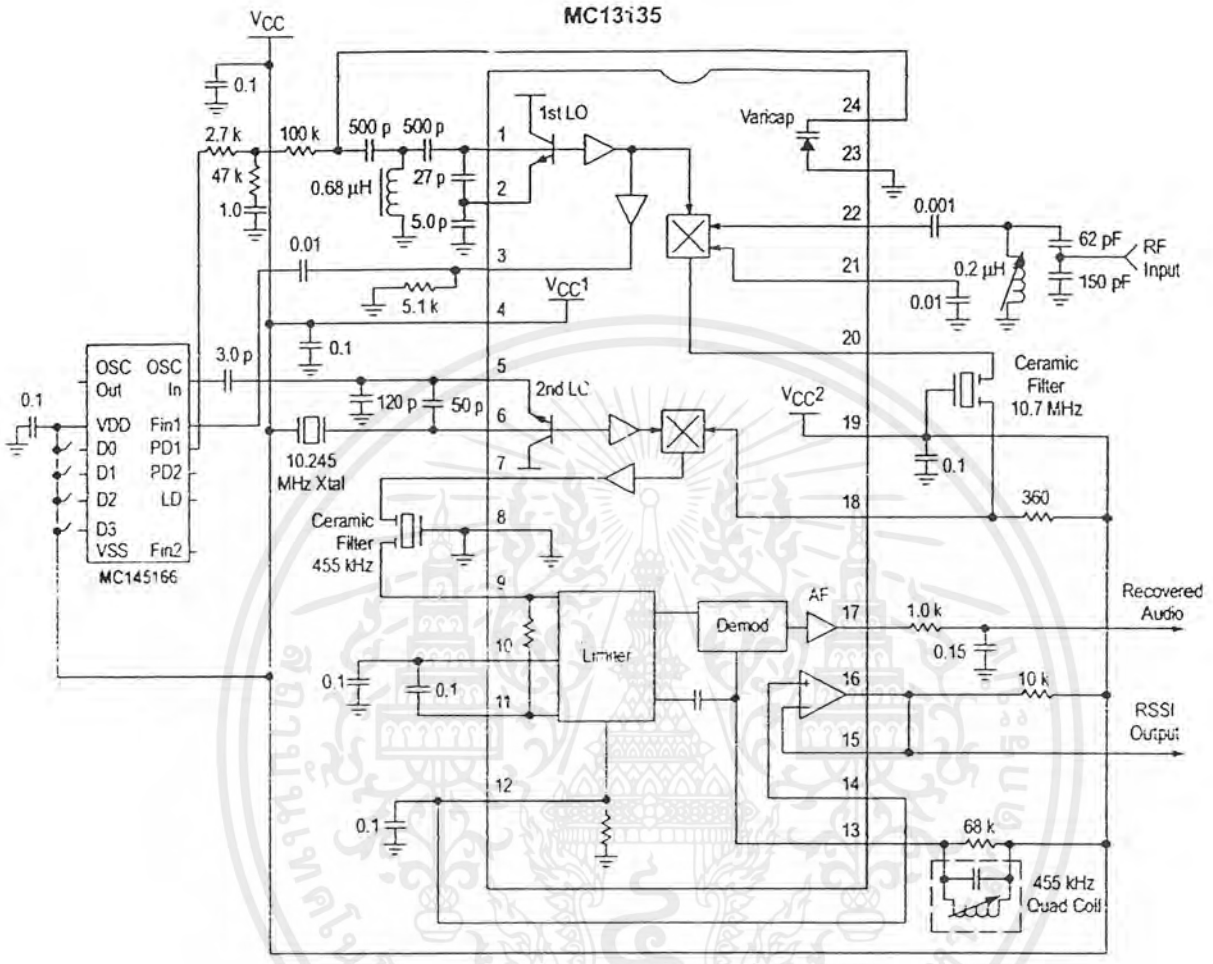 MC13135
VCC
0.1
2.7 k
100 k
500 p
500 p
47 k
1.0
0.68 µH
27 p
5.0 p
0.01
5.1 k
1st LO
Varicap
1
2
3
4
5
6
7
8
9
10
11
12
24
23
22
21
20
19
18
17
16
15
14
13
VCC1
0.1
0.001
62 pF
RF
Input
150 pF
0.2 µH
0.01
Ceramic
Filter
10.7 MHz
VCC2
0.1
360
3.0 p
OSC
Out
OSC
In
VDD
Fin1
D0
PD1
D1
PD2
D2
LD
D3
VSS
Fin2
MC145166
0.1
120 p
50 p
2nd LO
10.245
MHz Xtal
Ceramic
Filter
455 kHz
Limiter
Demod
AF
1.0 k
Recovered
Audio
0.15
10 k
RSSI
Output
0.1
0.1
0.1
68 k
455 kHz
Quad Coil